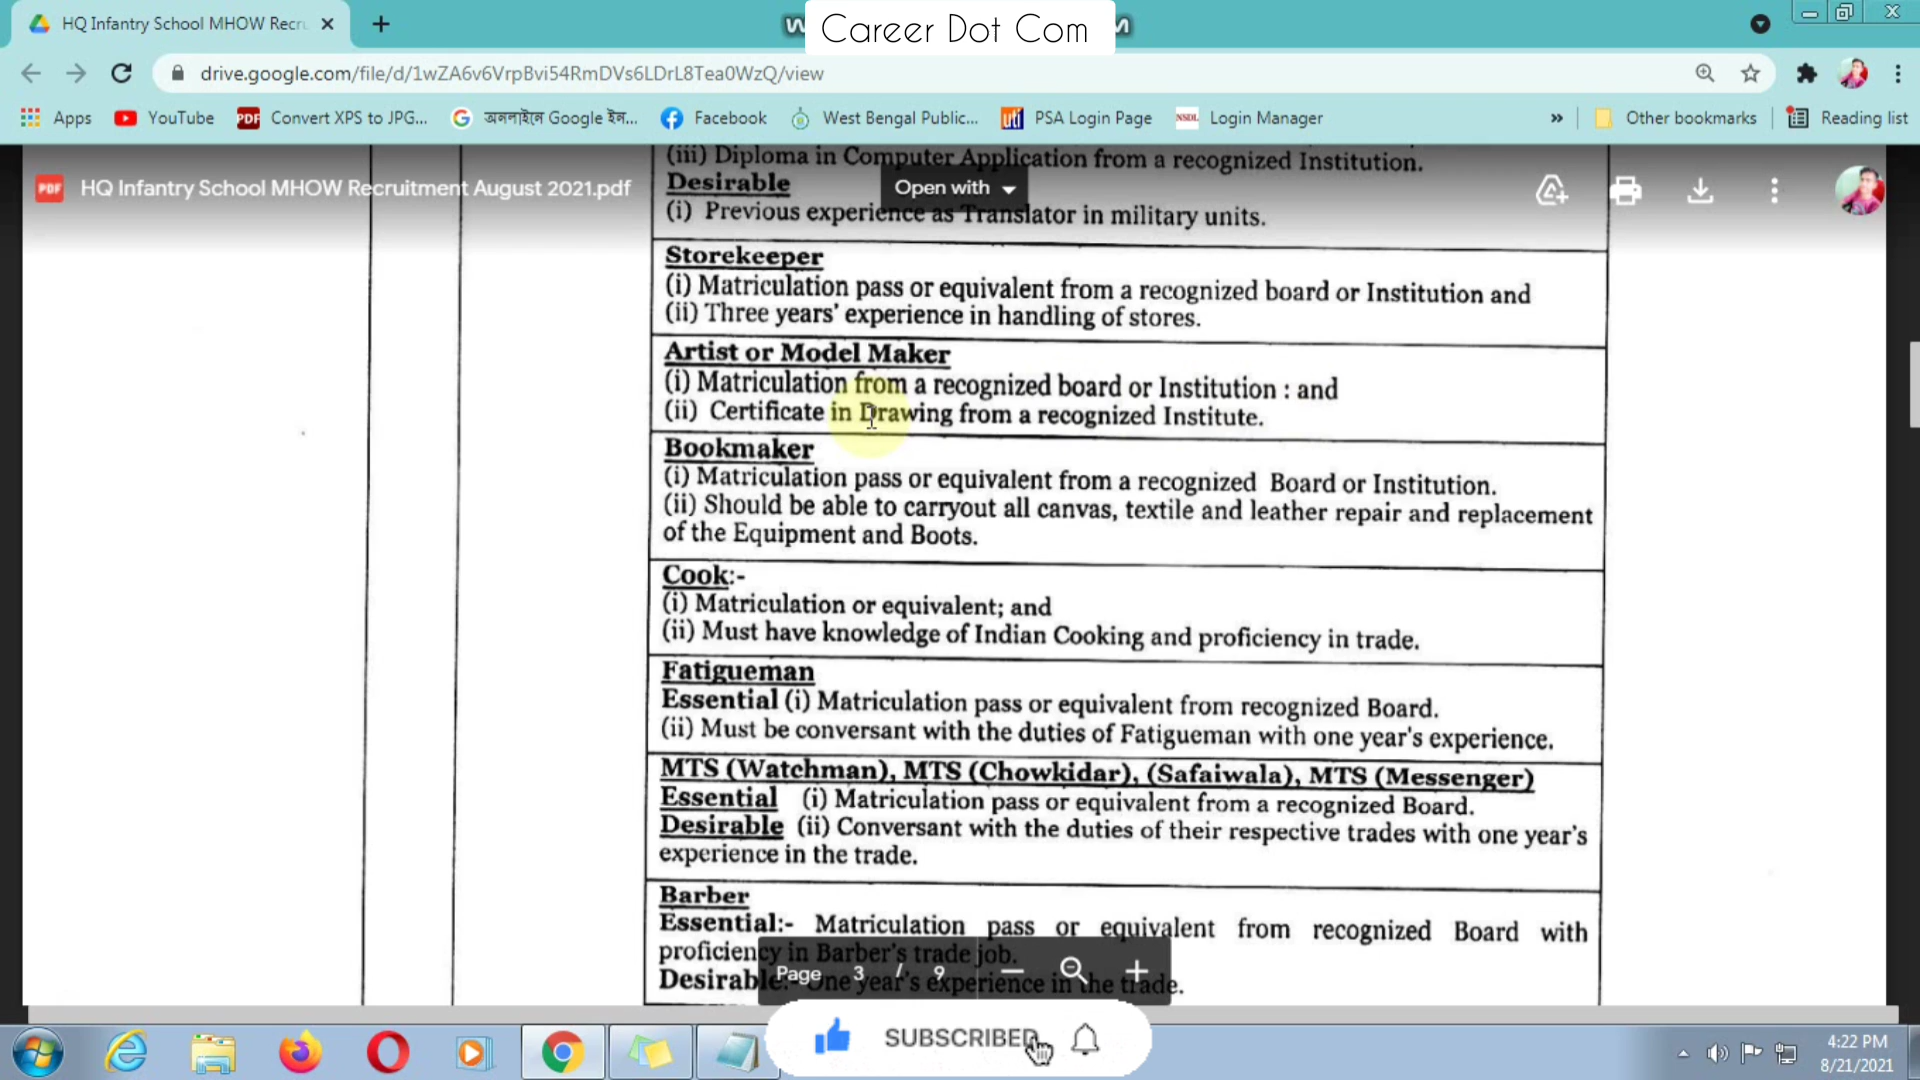 HQ Infantry School MHOW Recru
Career Dot Com
drive.google.com/file/d/1wZA6v6VrpBvi54RmDVs6LDrL8Tea0WzQ/view
Apps YouTube Convert XPS to JPG... অনলাইনে Google ইন... Facebook West Bengal Public... PSA Login Page Login Manager » Other bookmarks Reading list
(iii) Diploma in Computer Application from a recognized Institution.
HQ Infantry School MHOW Recruitment August 2021.pdf
Open with
Desirable
(i) Previous experience as Translator in military units.
Storekeeper
(i) Matriculation pass or equivalent from a recognized board or Institution and
(ii) Three years' experience in handling of stores.
Artist or Model Maker
(i) Matriculation from a recognized board or Institution : and
(ii) Certificate in Drawing from a recognized Institute.
Bookmaker
(i) Matriculation pass or equivalent from a recognized Board or Institution.
(ii) Should be able to carryout all canvas, textile and leather repair and replacement
of the Equipment and Boots.
Cook:-
(i) Matriculation or equivalent; and
(ii) Must have knowledge of Indian Cooking and proficiency in trade.
Fatigueman
Essential (i) Matriculation pass or equivalent from recognized Board.
(ii) Must be conversant with the duties of Fatigueman with one year's experience.
MTS (Watchman), MTS (Chowkidar), (Safaiwala), MTS (Messenger)
Essential (i) Matriculation pass or equivalent from a recognized Board.
Desirable (ii) Conversant with the duties of their respective trades with one year's
experience in the trade.
Barber
Essential:- Matriculation pass or equivalent from recognized Board with
proficiency in Barber's trade job.
Page 3 / 9
Desirable:- One year's experience in the trade.
SUBSCRIBED
4:22 PM
8/21/2021